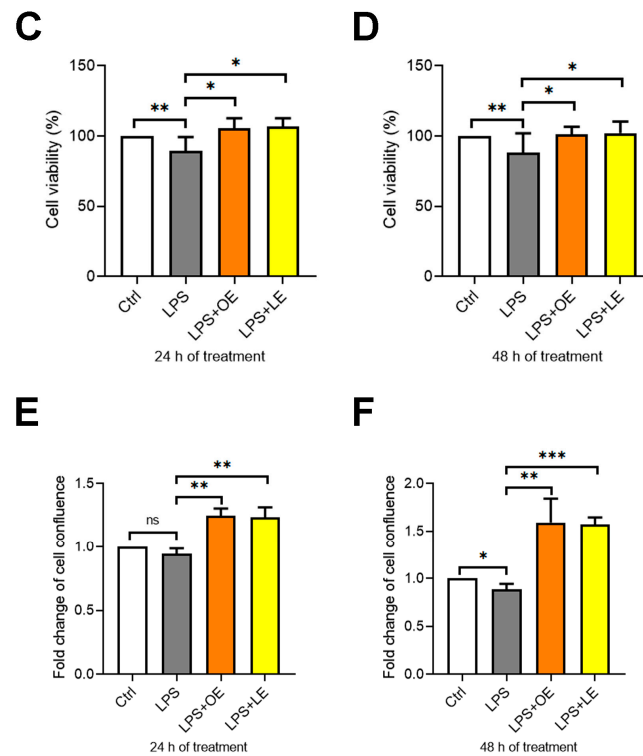 C
150
100
50
0
Cell viability (%)
**
*
*
Ctrl
LPS
LPS+OE
LPS+LE
24 h of treatment
D
150
100
50
0
Cell viability (%)
**
*
*
Ctrl
LPS
LPS+OE
LPS+LE
48 h of treatment
E
1.5
1.0
0.5
0.0
Fold change of cell confluence
ns
**
**
Ctrl
LPS
LPS+OE
LPS+LE
24 h of treatment
F
2.0
1.5
1.0
0.5
0.0
Fold change of cell confluence
*
**
***
Ctrl
LPS
LPS+OE
LPS+LE
48 h of treatment